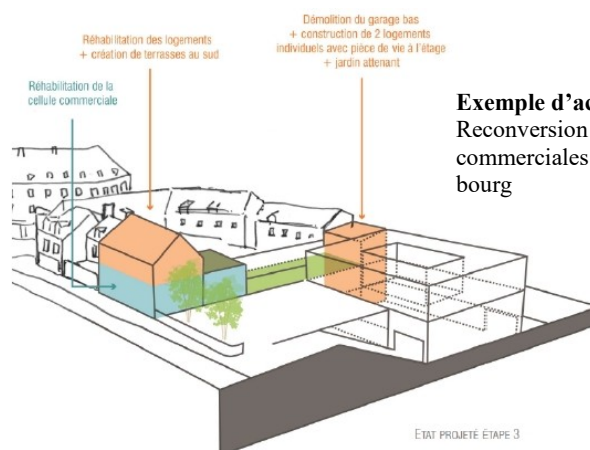 Démolition du garage bas
+ construction de 2 logements
individuels avec pièce de vie à l'étage
+ jardin attenant
Réhabilitation des logements
+ création de terrasses au sud
Réhabilitation de la
cellule commerciale
Exemple d'ac
Reconversion
commerciales
bourg
ETAT PROJETÉ ÉTAPE 3